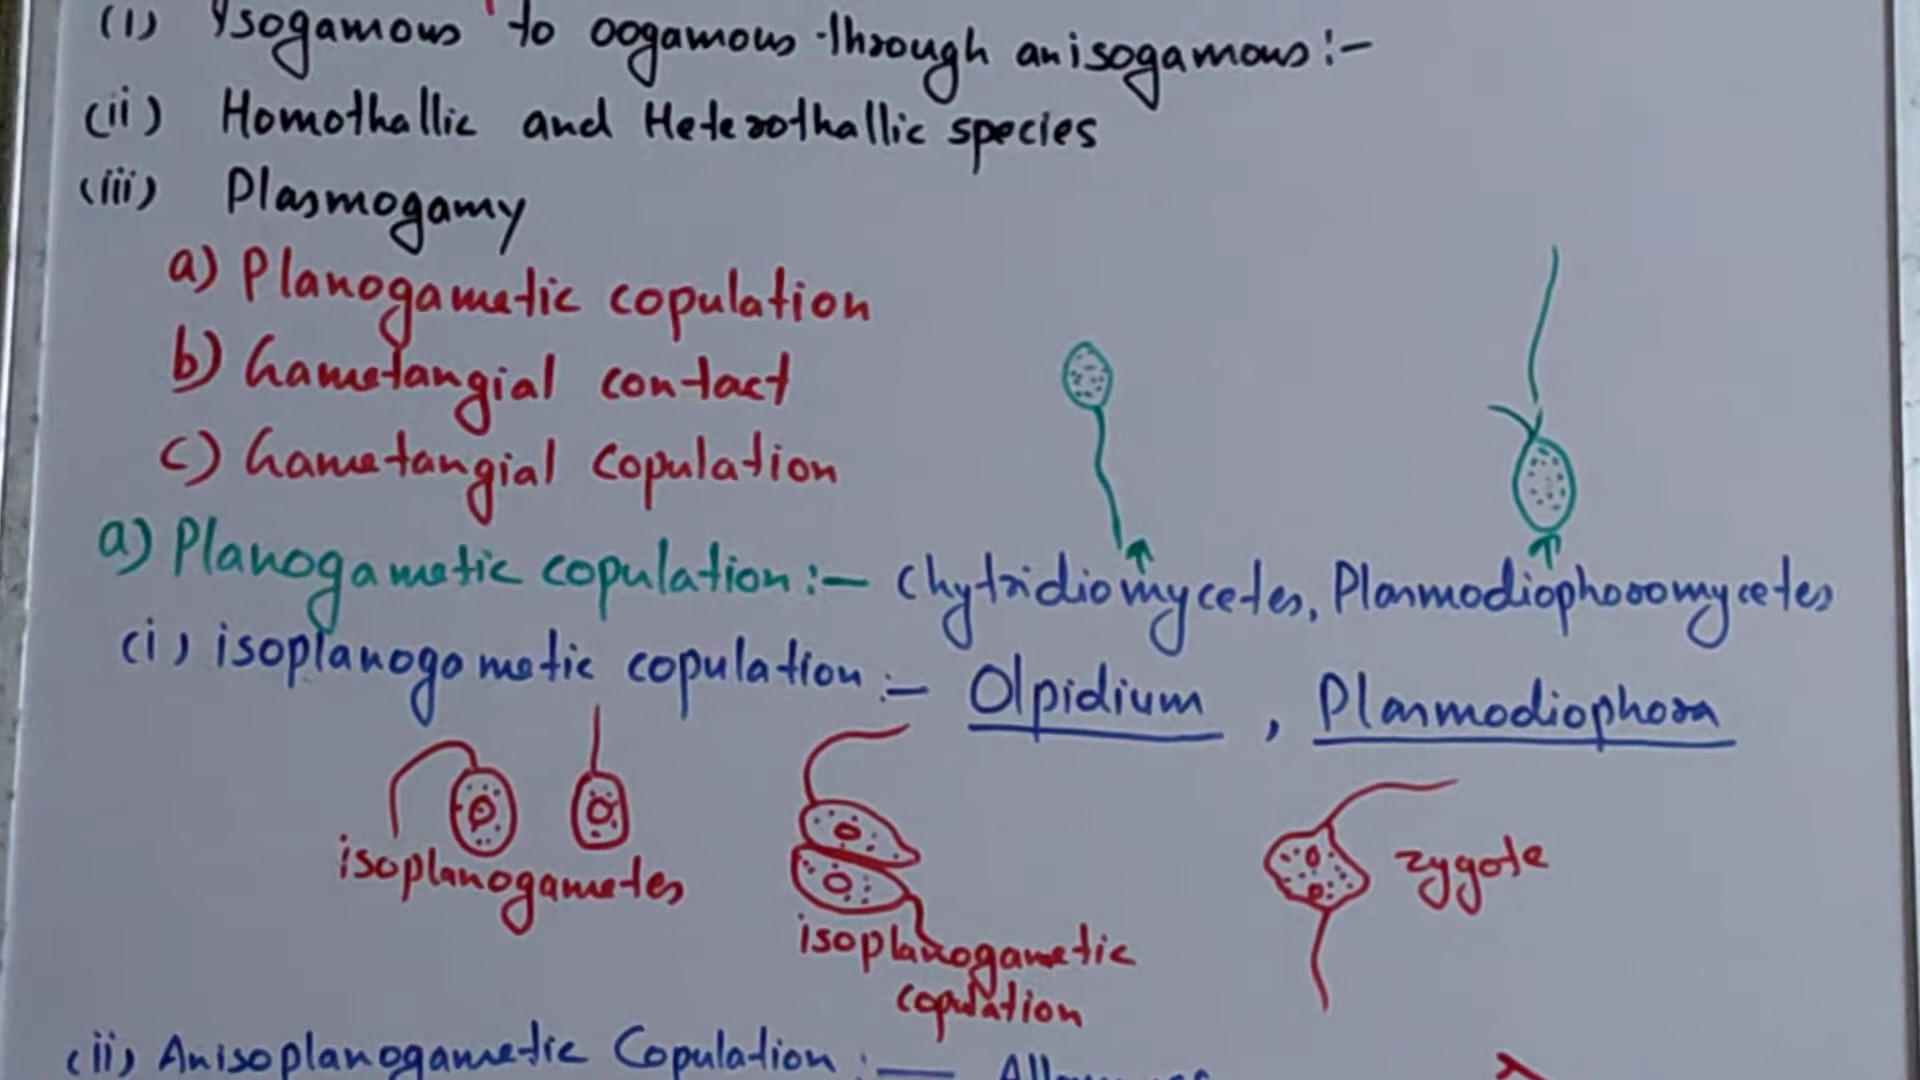 (i) Isogamous to oogamous through anisogamous:-
(ii) Homothallic and Heterothallic species
(iii) Plasmogamy
a) Planogametic copulation
b) Gametangial contact
c) Gametangial copulation
a) Planogametic copulation:- Chytridiomycetes, Plasmodiophoromycetes
(i) isoplanogametic copulation:- Olpidium, Plasmodiophora
isoplanogametes
isoplanogametic copulation
zygote
(ii) Anisoplanogametic Copulation:-